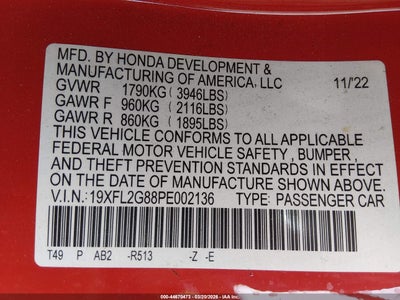 MFD. BY HONDA DEVELOPMENT &
MANUFACTURING OF AMERICA, LLC 11/'22
GVWR 1790KG (3946LBS)
GAWR F 960KG (2116LBS)
GAWR R 860KG (1895LBS)
THIS VEHICLE CONFORMS TO ALL APPLICABLE
FEDERAL MOTOR VEHICLE SAFETY , BUMPER ,
AND THEFT PREVENTION STANDARDS IN EFFECT
ON THE DATE OF MANUFACTURE SHOWN ABOVE.
V.I.N: 19XFL2G88PE002136 TYPE: PASSENGER CAR
T49 P AB2 -R513 -Z -E
Stock: 44670473 - 03/20/2026 - IAA Inc.